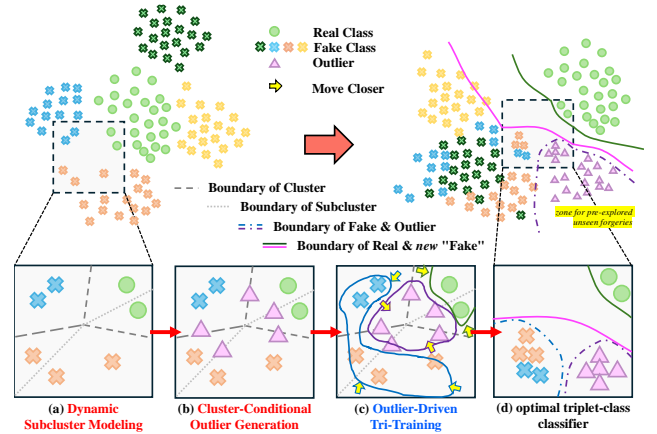 Real Class
Fake Class
Outlier
Move Closer
Boundary of Cluster
Boundary of Subcluster
Boundary of Fake & Outlier
Boundary of Real & new "Fake"
zone for pre-explored
unseen forgeries
(a) Dynamic
Subcluster Modeling
(b) Cluster-Conditional
Outlier Generation
(c) Outlier-Driven
Tri-Training
(d) optimal triplet-class
classifier